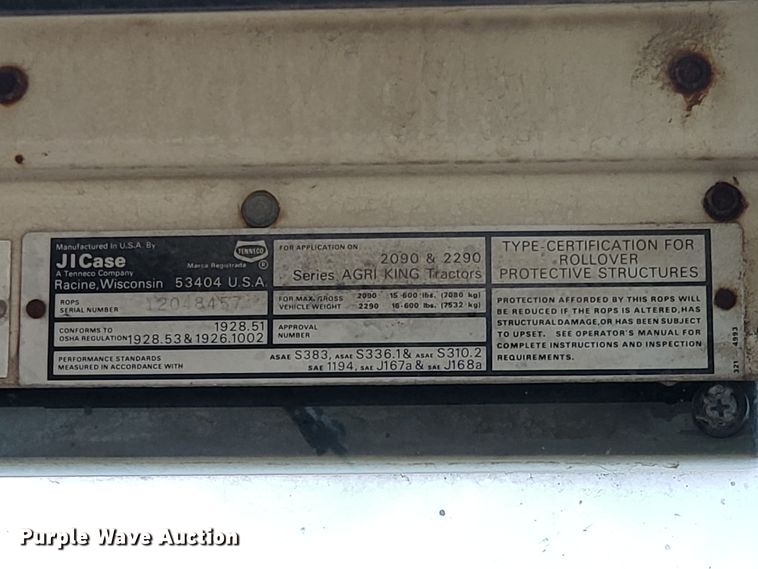 Manufactured In U.S.A. By
JICase
A Tenneco Company
Racine, Wisconsin 53404 U.S.A.
TENNECO
Marca Registrada ®
ROPS
SERIAL NUMBER 12048457
CONFORMS TO
OSHA REGULATION 1928.51
1928.53 & 1926.1002
PERFORMANCE STANDARDS
MEASURED IN ACCORDANCE WITH
ASAE S383, ASAE S336.1 & ASAE S310.2
SAE 1194, SAE J167a & SAE J168a
FOR APPLICATION ON
2090 & 2290
Series AGRI KING Tractors
FOR MAX. GROSS 2090 15-600 lbs. (7080 kg)
VEHICLE WEIGHT 2290 16-600 lbs. (7532 kg)
APPROVAL
NUMBER
TYPE-CERTIFICATION FOR
ROLLOVER
PROTECTIVE STRUCTURES
PROTECTION AFFORDED BY THIS ROPS WILL
BE REDUCED IF THE ROPS IS ALTERED, HAS
STRUCTURAL DAMAGE, OR HAS BEEN SUBJECT
TO UPSET. SEE OPERATOR'S MANUAL FOR
COMPLETE INSTRUCTIONS AND INSPECTION
REQUIREMENTS.
321 4993
Purple Wave Auction